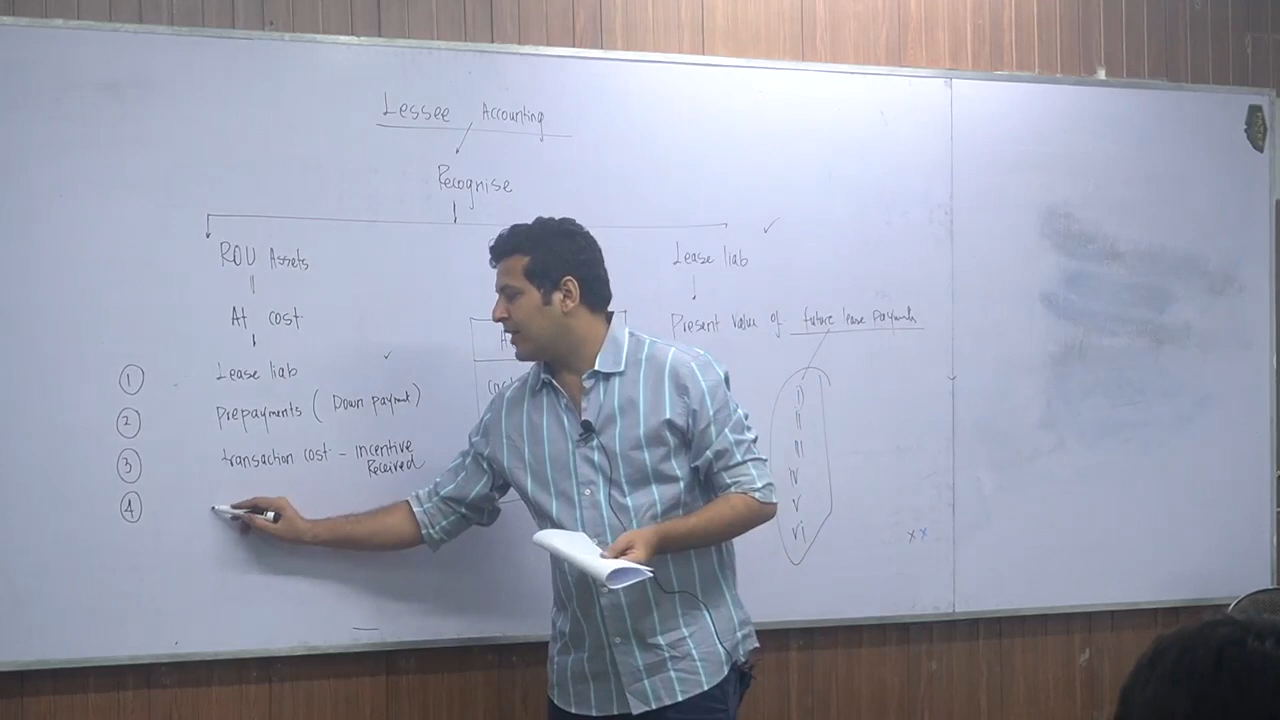 Lessee Accounting
Recognise
ROU Assets
Lease liab
At cost
Present value of future lease payments
① Lease liab
② Prepayments (Down payment)
③ transaction cost - incentive
Received
④
i)
ii
iii
iv
v
vi
xx